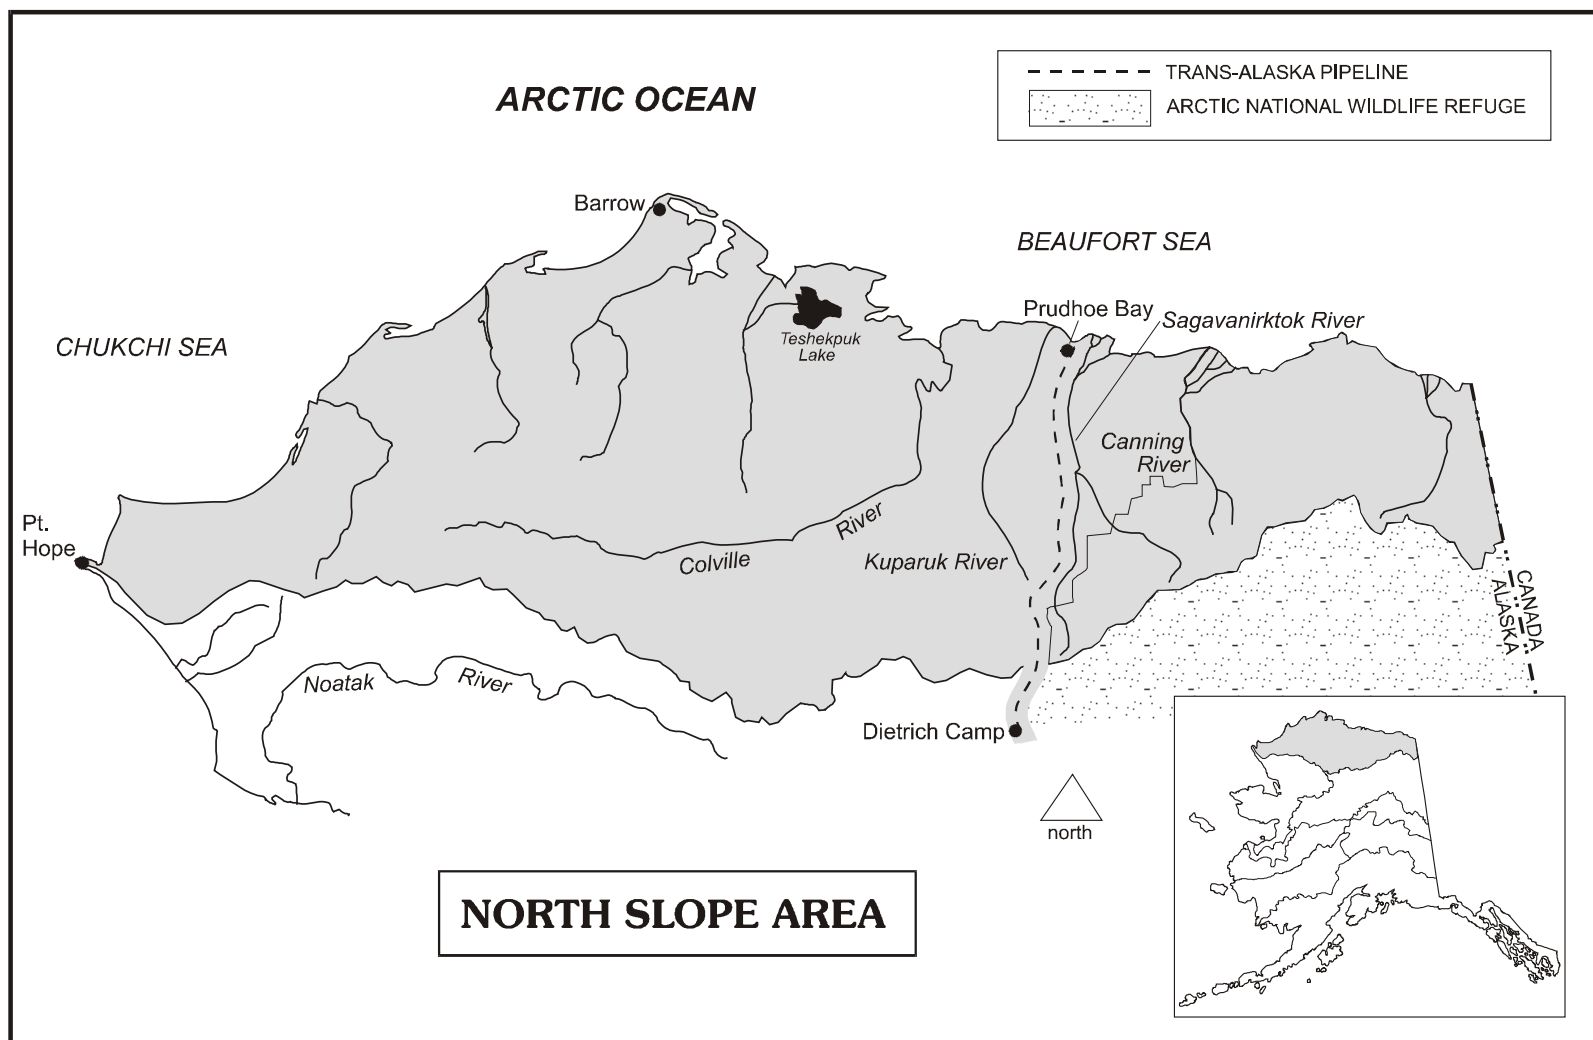 TRANS-ALASKA PIPELINE
ARCTIC NATIONAL WILDLIFE REFUGE
ARCTIC OCEAN
Barrow
BEAUFORT SEA
Prudhoe Bay
Sagavanirktok River
CHUKCHI SEA
Teshekpuk
Lake
Canning
River
Pt.
Hope
River
Colville
Kuparuk River
CANADA
ALASKA
Noatak
River
Dietrich Camp
north
NORTH SLOPE AREA